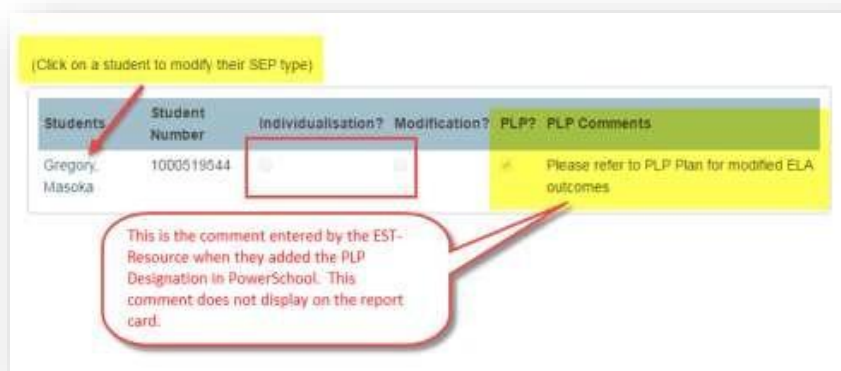 (Click on a student to modify their SEP type)
Students Student Number Individualisation? Modification? PLP? PLP Comments
Gregory, Masoka 1000519544 Please refer to PLP Plan for modified ELA outcomes
This is the comment entered by the EST-
Resource when they added the PLP
Designation in PowerSchool. This
comment does not display on the report
card.